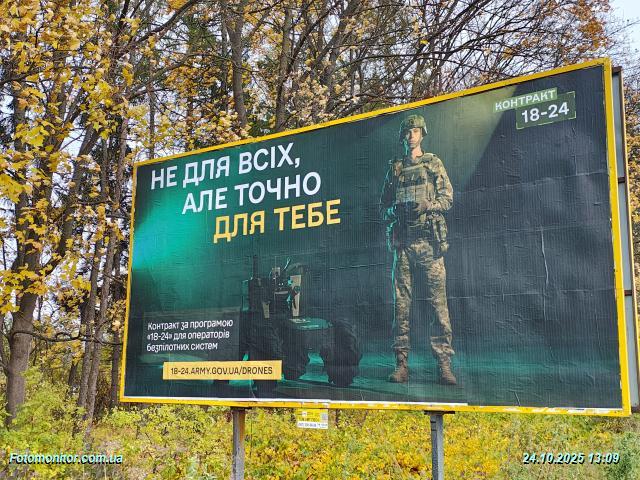 КОНТРАКТ
18-24
НЕ ДЛЯ ВСІХ,
АЛЕ ТОЧНО
ДЛЯ ТЕБЕ
Контракт за програмою
«18-24» для операторів
безпілотних систем
18-24.ARMY.GOV.UA/DRONES
Fotomonitor.com.ua
24.10.2025 13:09